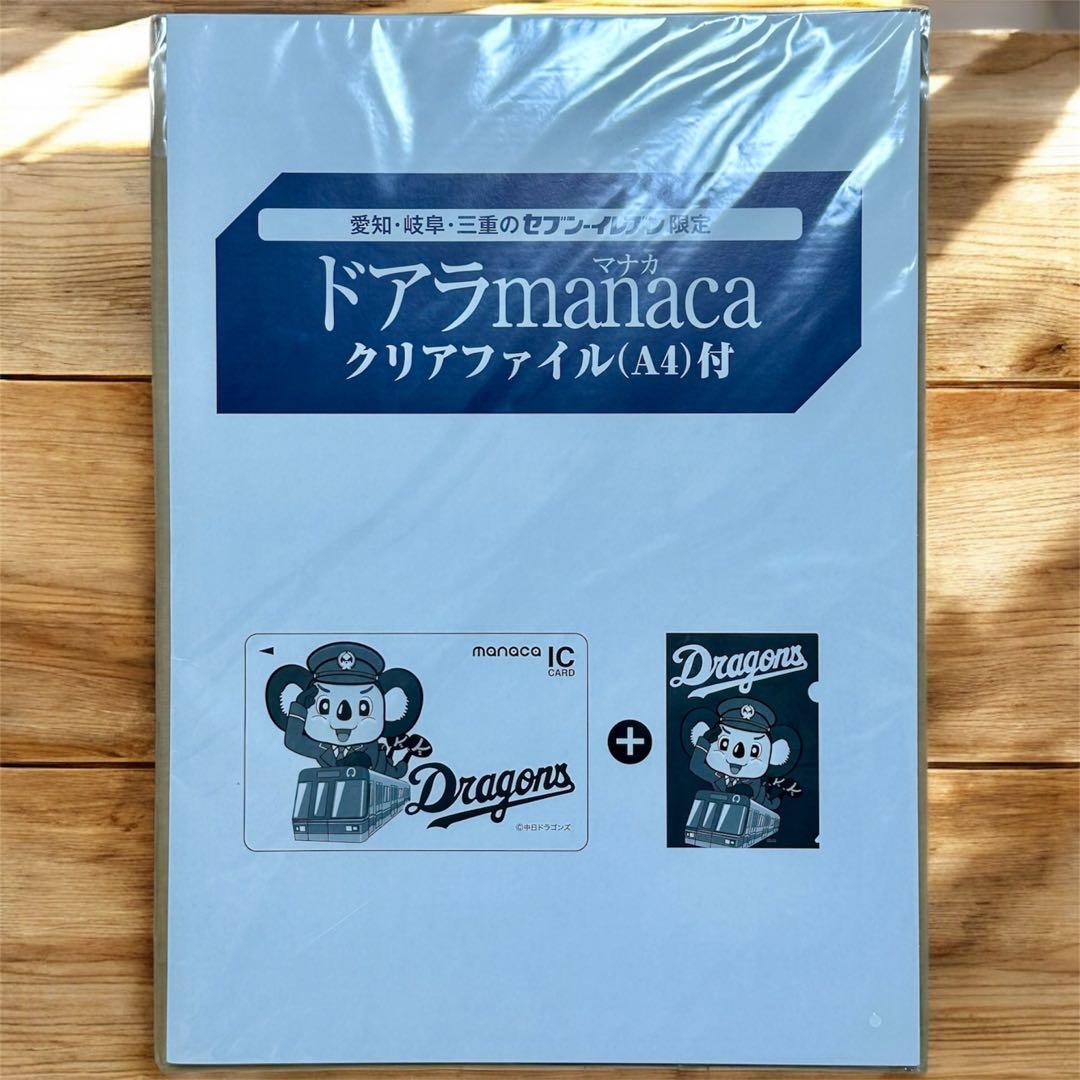 愛知・岐阜・三重のセブン-イレブン限定
マナカ
ドアラmanaca
クリアファイル(A4)付
manaca IC
CARD
Dragons
©中日ドラゴンズ
Dragons